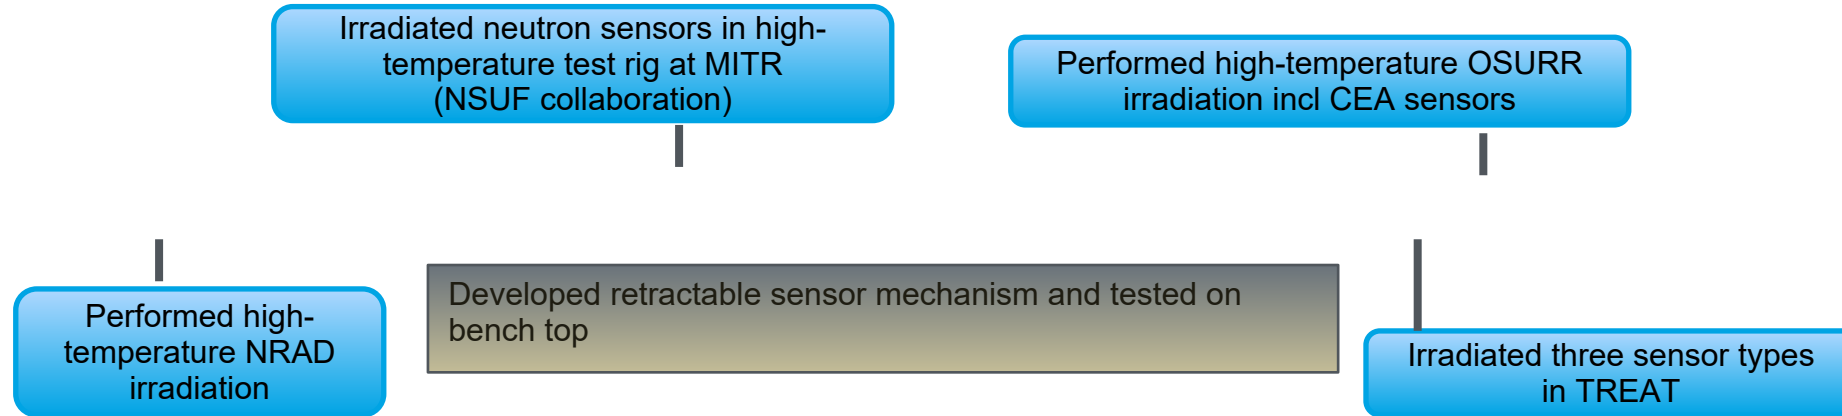 Irradiated neutron sensors in high-
temperature test rig at MITR
(NSUF collaboration)
Performed high-temperature OSURR
irradiation incl CEA sensors
Performed high-
temperature NRAD
irradiation
Developed retractable sensor mechanism and tested on
bench top
Irradiated three sensor types
in TREAT